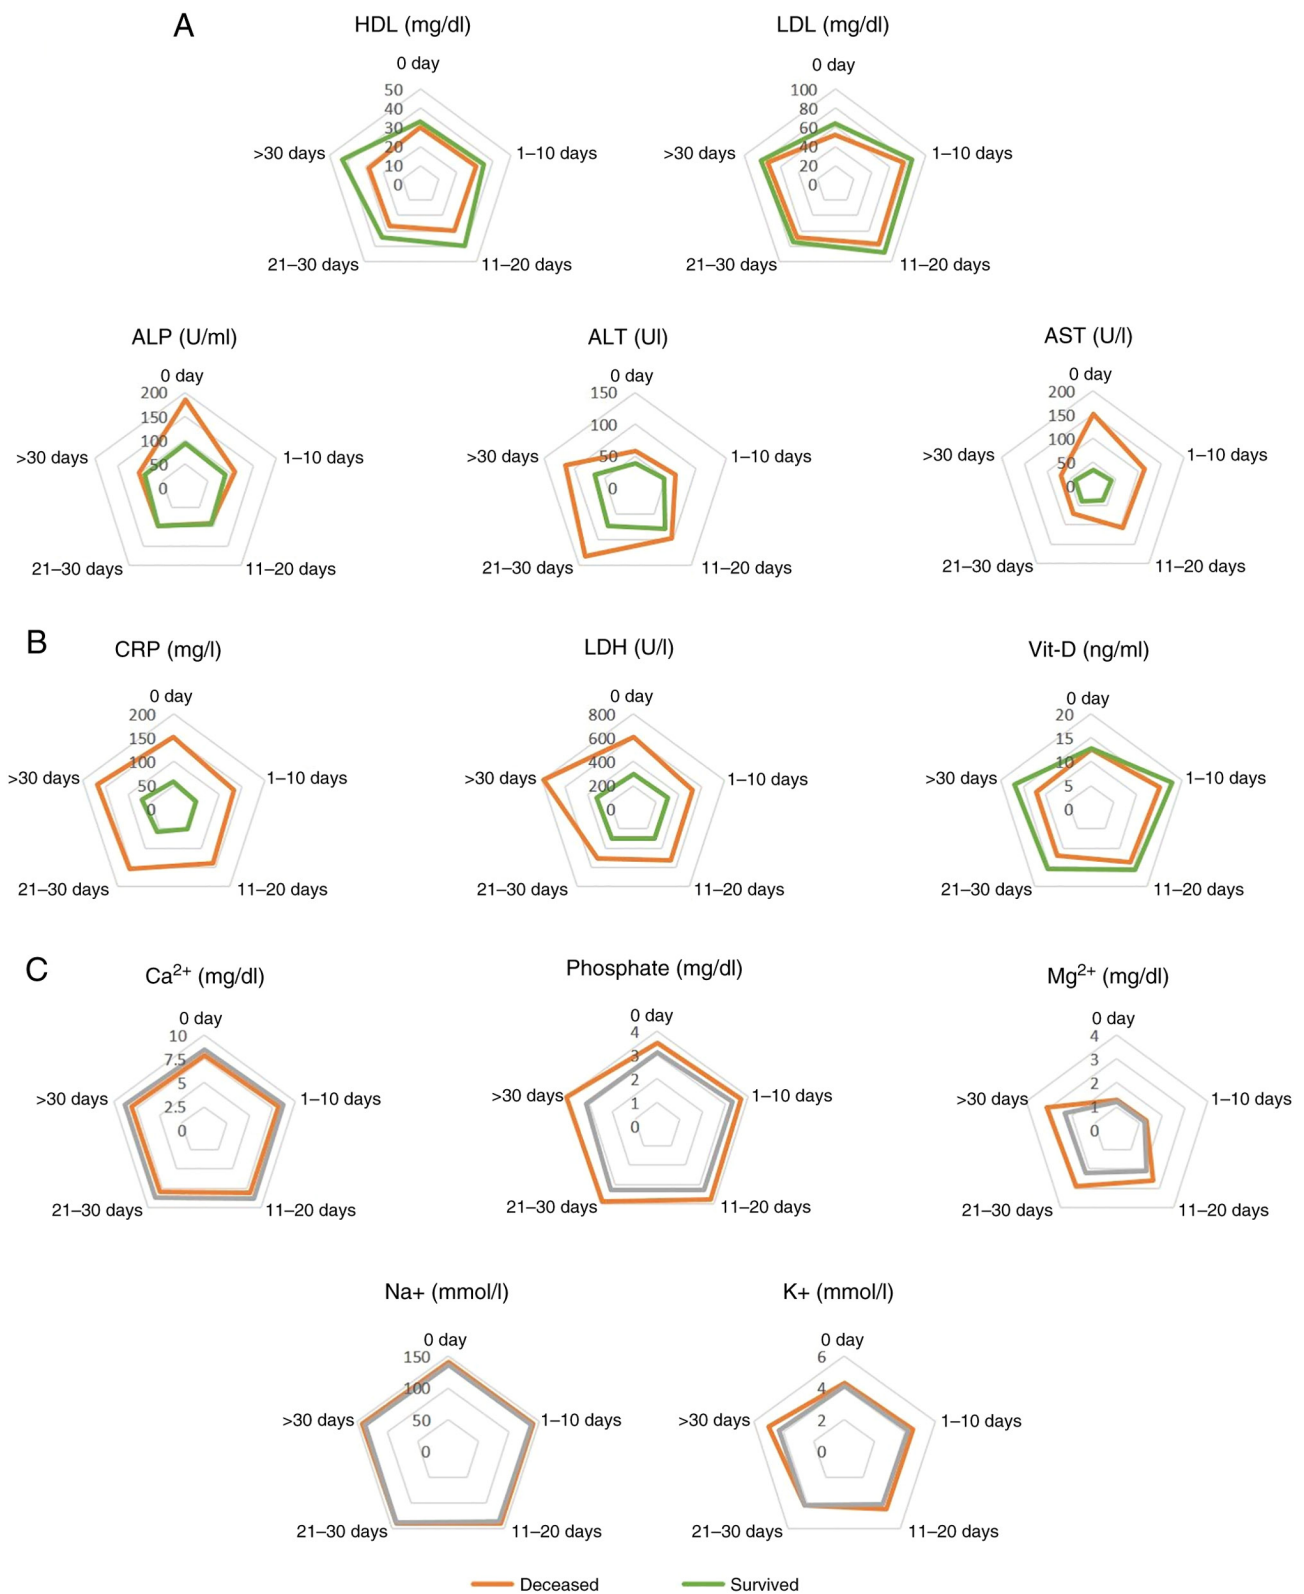 A
HDL (mg/dl)
LDL (mg/dl)
0 day
50
40
30
20
10
0
>30 days
1–10 days
21–30 days
11–20 days
0 day
100
80
60
40
20
0
>30 days
1–10 days
21–30 days
11–20 days
ALP (U/ml)
0 day
200
150
100
50
0
>30 days
1–10 days
21–30 days
11–20 days
ALT (Ul)
0 day
150
100
50
0
>30 days
1–10 days
21–30 days
11–20 days
AST (U/l)
0 day
200
150
100
50
0
>30 days
1–10 days
21–30 days
11–20 days
B
CRP (mg/l)
0 day
200
150
100
50
0
>30 days
1–10 days
21–30 days
11–20 days
LDH (U/l)
0 day
800
600
400
200
0
>30 days
1–10 days
21–30 days
11–20 days
Vit-D (ng/ml)
0 day
20
15
10
5
0
>30 days
1–10 days
21–30 days
11–20 days
C
Ca2+ (mg/dl)
0 day
10
7.5
5
2.5
0
>30 days
1–10 days
21–30 days
11–20 days
Phosphate (mg/dl)
0 day
4
3
2
1
0
>30 days
1–10 days
21–30 days
11–20 days
Mg2+ (mg/dl)
0 day
4
3
2
1
0
>30 days
1–10 days
21–30 days
11–20 days
Na+ (mmol/l)
0 day
150
100
50
0
>30 days
1–10 days
21–30 days
11–20 days
K+ (mmol/l)
0 day
6
4
2
0
>30 days
1–10 days
21–30 days
11–20 days
Deceased
Survived